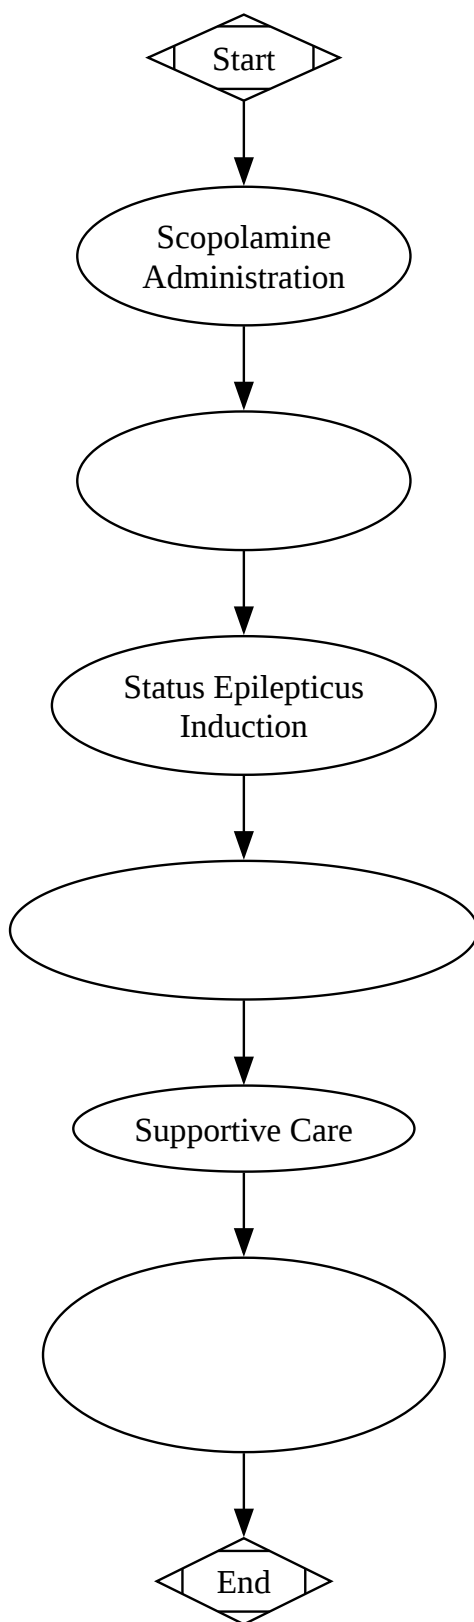 Start
Scopolamine
Administration
Status Epilepticus
Induction
Supportive Care
End